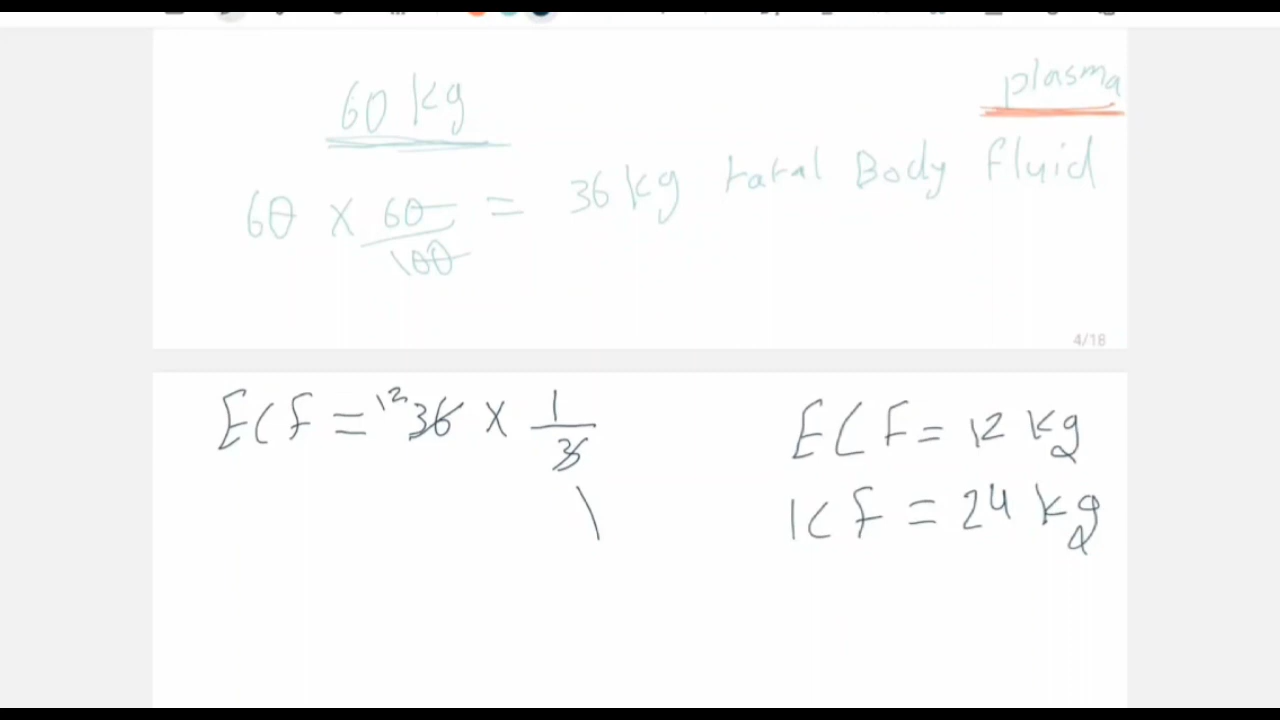 60 kg
plasma
60 × 60/100 = 36 kg total Body fluid
4/18
ECF = 12 36 × 1/3
ECF = 12 kg
ICF = 24 kg